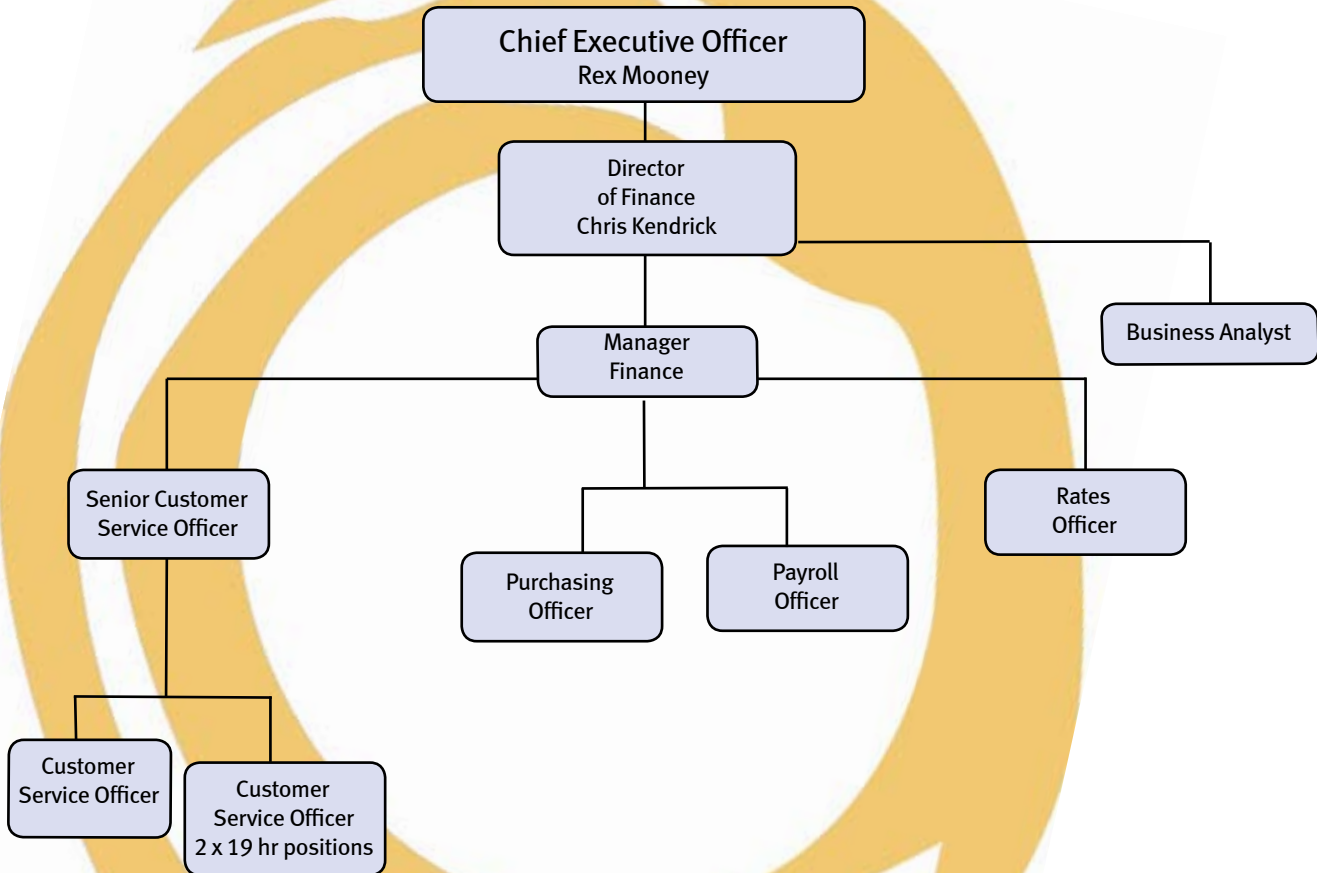 Chief Executive Officer
Rex Mooney
Director
of Finance
Chris Kendrick
Business Analyst
Manager
Finance
Senior Customer
Service Officer
Purchasing
Officer
Payroll
Officer
Rates
Officer
Customer
Service Officer
Customer
Service Officer
2 x 19 hr positions